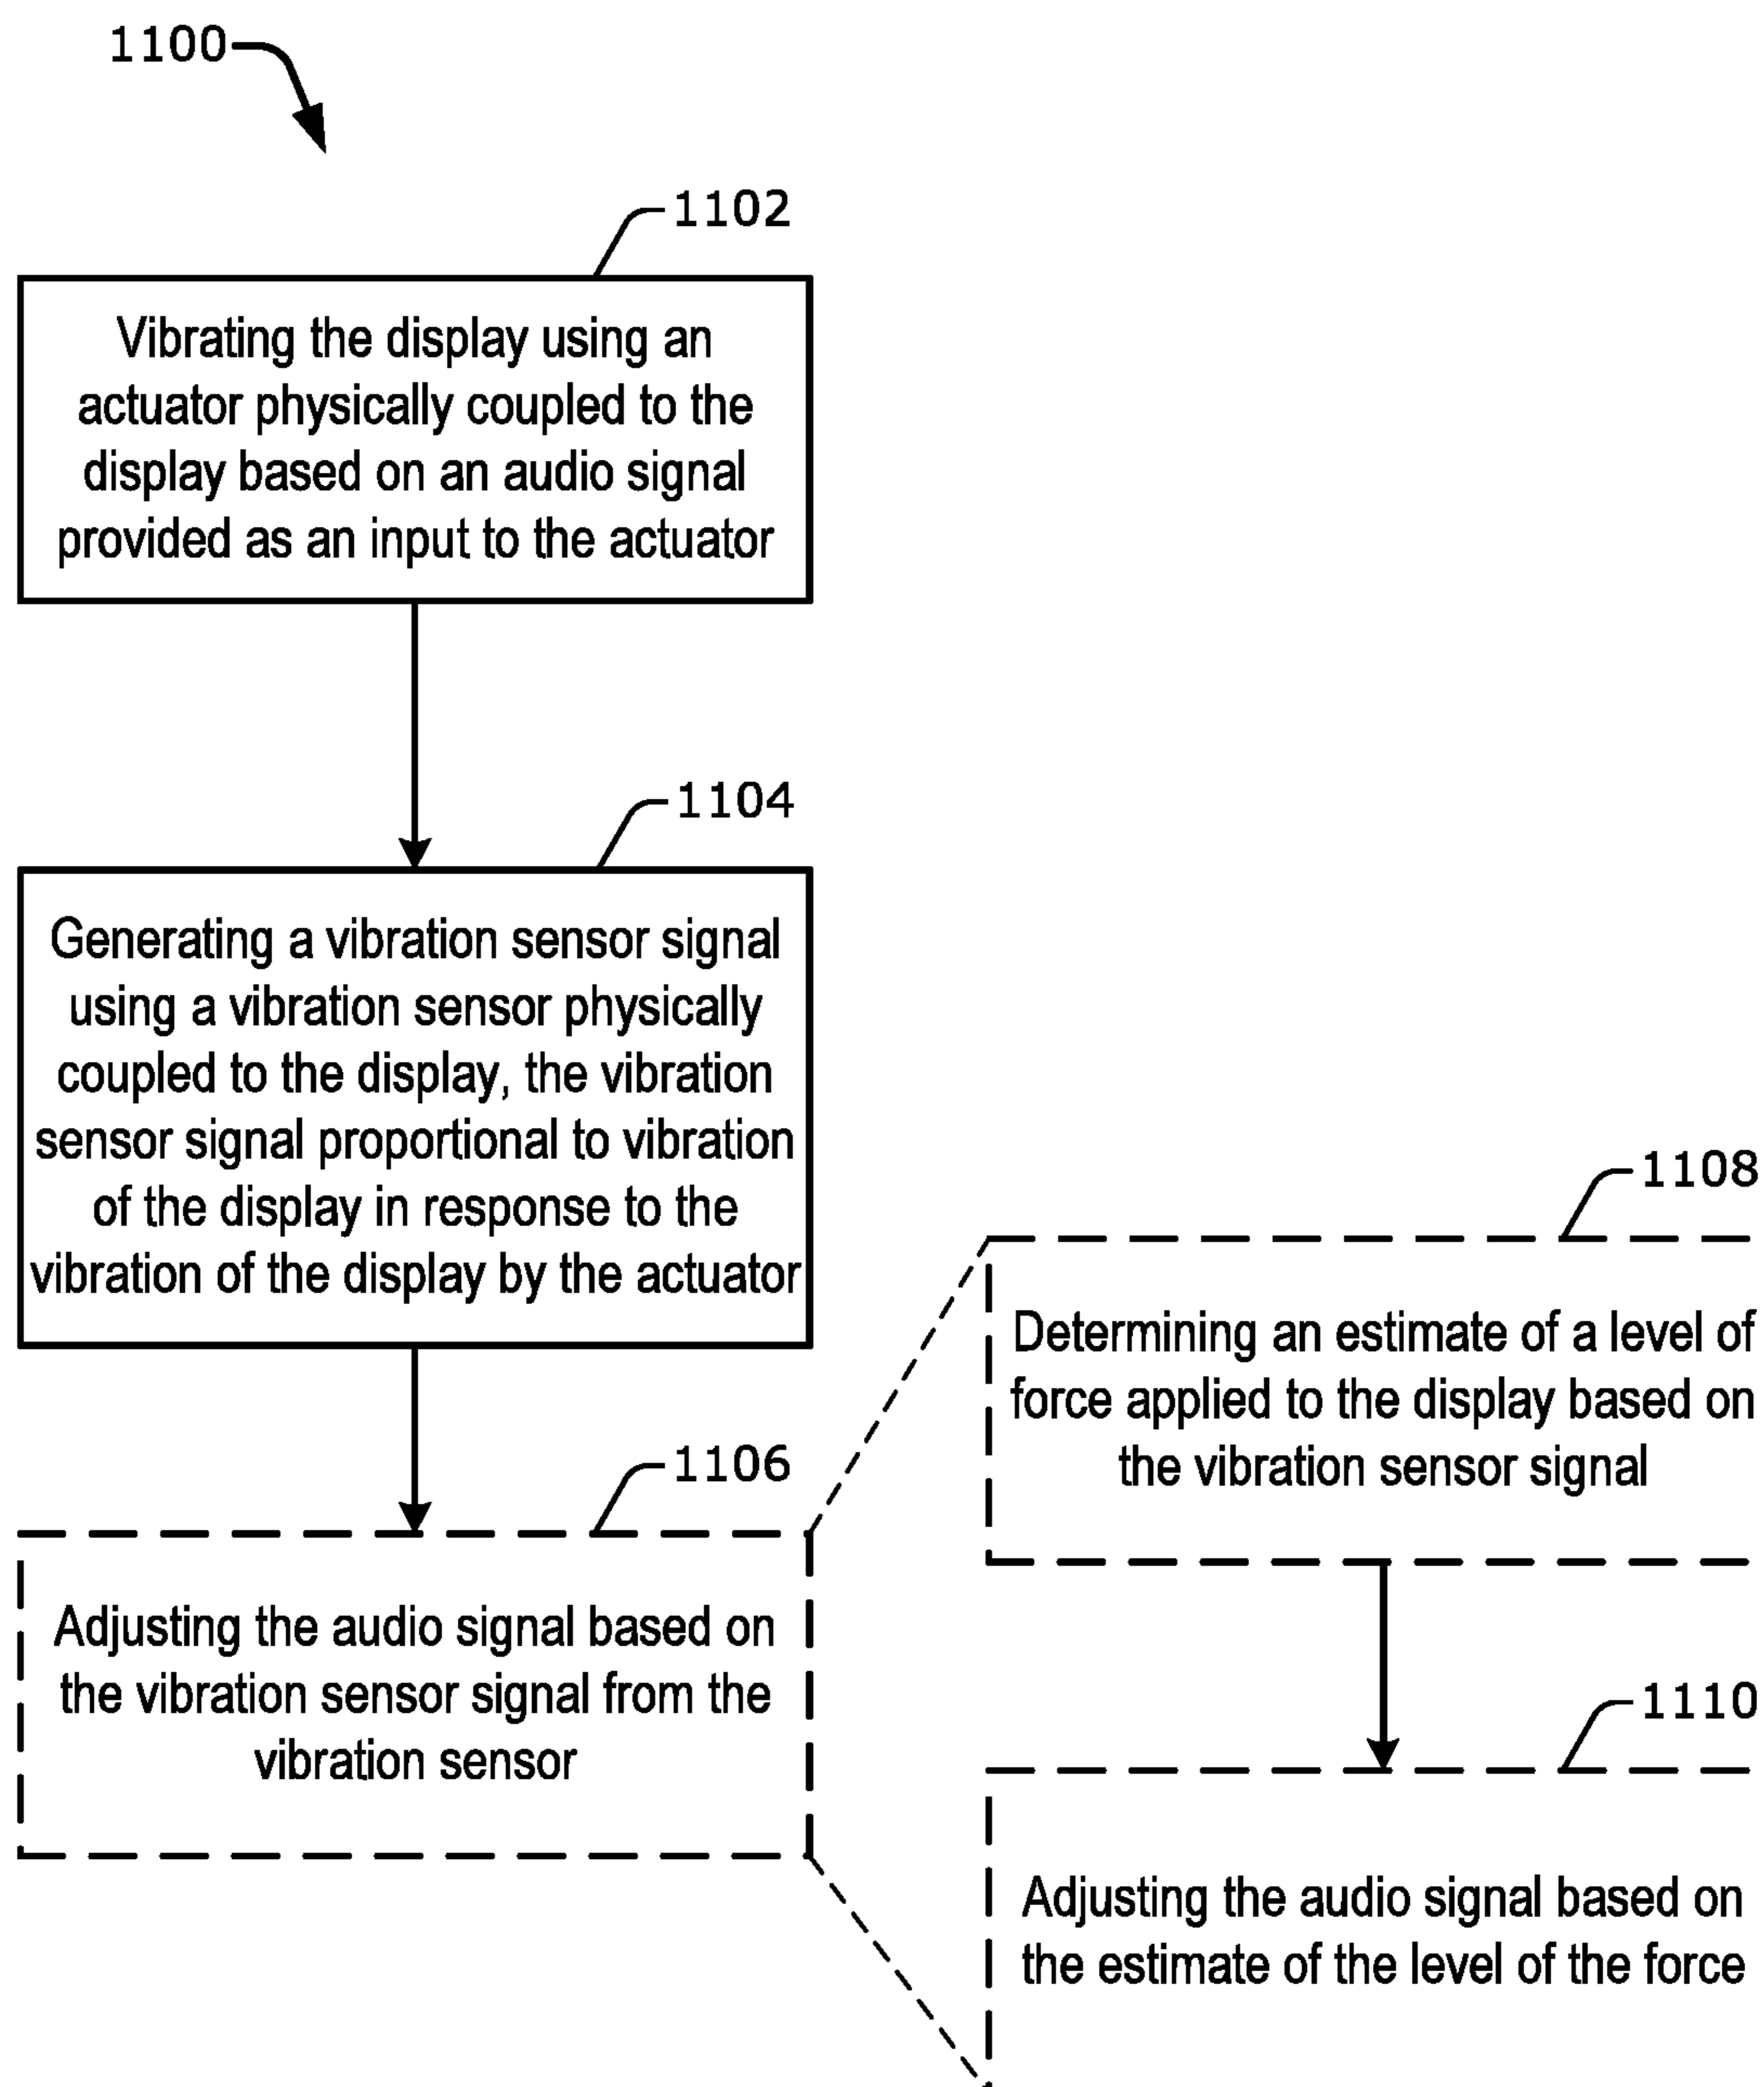 1100
1102
Vibrating the display using an
actuator physically coupled to the
display based on an audio signal
provided as an input to the actuator
1104
Generating a vibration sensor signal
using a vibration sensor physically
coupled to the display, the vibration
sensor signal proportional to vibration
of the display in response to the
vibration of the display by the actuator
1106
Adjusting the audio signal based on
the vibration sensor signal from the
vibration sensor
1108
Determining an estimate of a level of
force applied to the display based on
the vibration sensor signal
1110
Adjusting the audio signal based on
the estimate of the level of the force